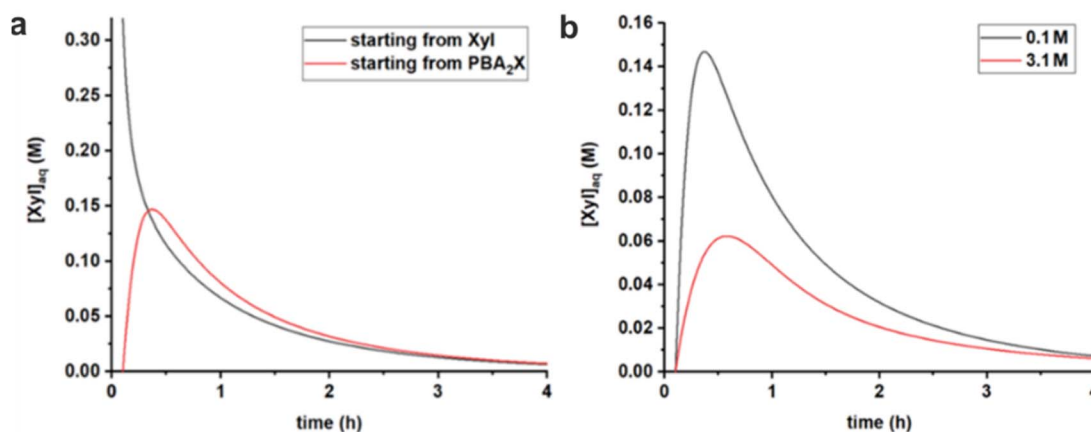 a
starting from Xyl
starting from PBA₂X
0.30
0.25
0.20
0.15
0.10
0.05
0.00
[Xyl]aq (M)
0
1
2
3
4
time (h)
b
0.1 M
3.1 M
0.16
0.14
0.12
0.10
0.08
0.06
0.04
0.02
0.00
[Xyl]aq (M)
0
1
2
3
4
time (h)